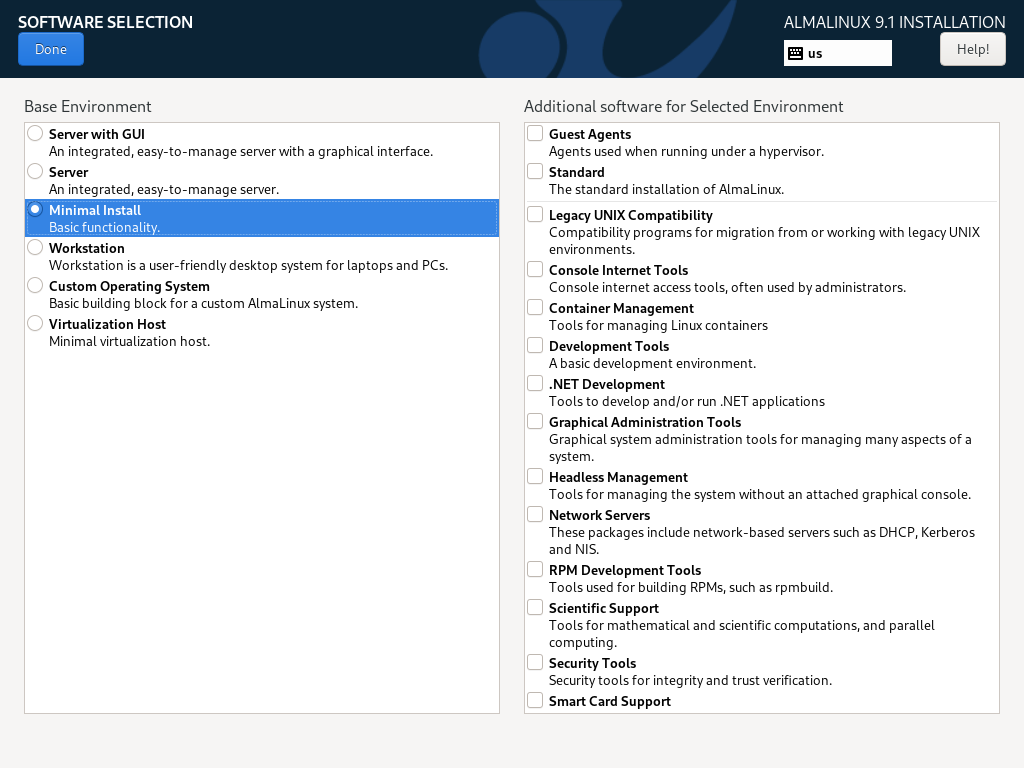 SOFTWARE SELECTION
ALMALINUX 9.1 INSTALLATION
Done
us
Help!
Base Environment
Server with GUI
An integrated, easy-to-manage server with a graphical interface.
Server
An integrated, easy-to-manage server.
Minimal Install
Basic functionality.
Workstation
Workstation is a user-friendly desktop system for laptops and PCs.
Custom Operating System
Basic building block for a custom AlmaLinux system.
Virtualization Host
Minimal virtualization host.
Additional software for Selected Environment
Guest Agents
Agents used when running under a hypervisor.
Standard
The standard installation of AlmaLinux.
Legacy UNIX Compatibility
Compatibility programs for migration from or working with legacy UNIX
environments.
Console Internet Tools
Console internet access tools, often used by administrators.
Container Management
Tools for managing Linux containers
Development Tools
A basic development environment.
.NET Development
Tools to develop and/or run .NET applications
Graphical Administration Tools
Graphical system administration tools for managing many aspects of a
system.
Headless Management
Tools for managing the system without an attached graphical console.
Network Servers
These packages include network-based servers such as DHCP, Kerberos
and NIS.
RPM Development Tools
Tools used for building RPMs, such as rpmbuild.
Scientific Support
Tools for mathematical and scientific computations, and parallel
computing.
Security Tools
Security tools for integrity and trust verification.
Smart Card Support